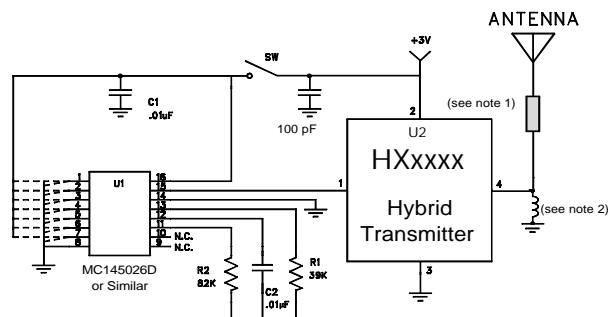 ANTENNA
+3V
SW
(see note 1)
C1
.01uF
100 pF
2
U2
HXxxxx
Hybrid
Transmitter
1
4
3
(see note 2)
U1
1
2
3
4
5
6
7
8
16
15
14
13
12
11
10
9
N.C.
N.C.
MC145026D
or Similar
R2
82K
C2
.01µF
R1
39K